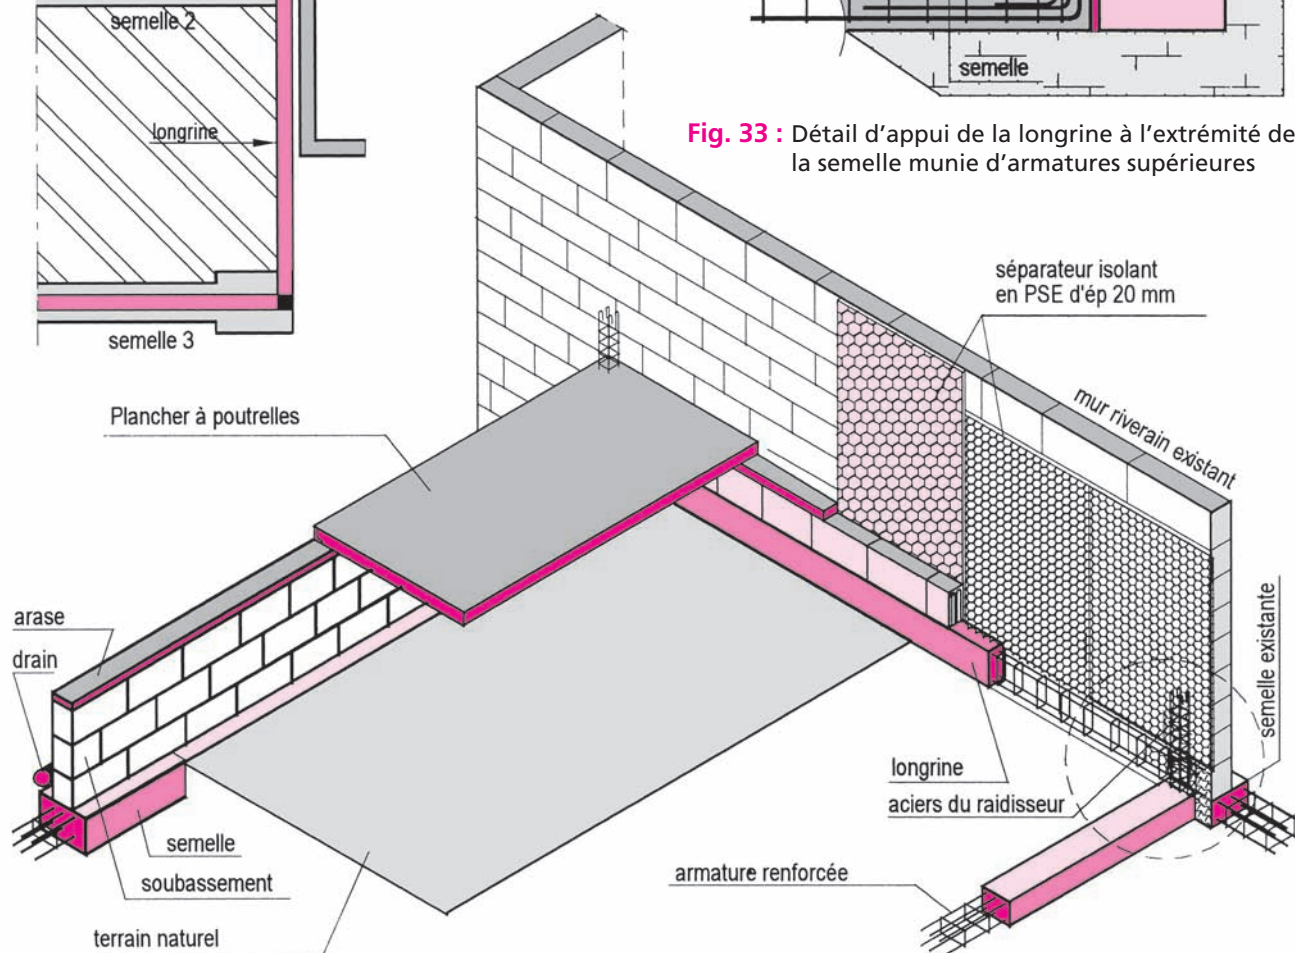 semelle 2
longrine
semelle 3
semelle
Fig. 33 : Détail d'appui de la longrine à l'extrémité de
la semelle munie d'armatures supérieures
séparateur isolant
en PSE d'ép 20 mm
mur riverain existant
Plancher à poutrelles
arase
drain
semelle existante
longrine
aciers du raidisseur
semelle
soubassement
armature renforcée
terrain naturel